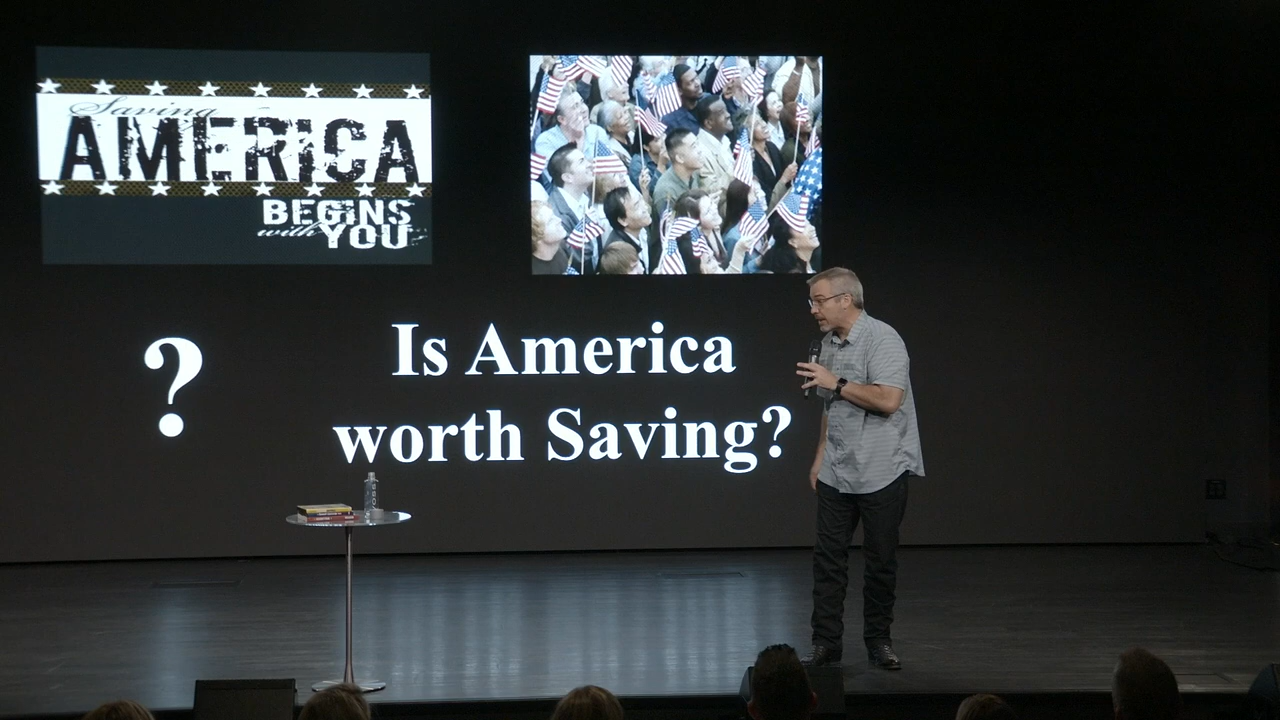 Saving
AMERiCA
BEGINS
with YOU
?
Is America
worth Saving?